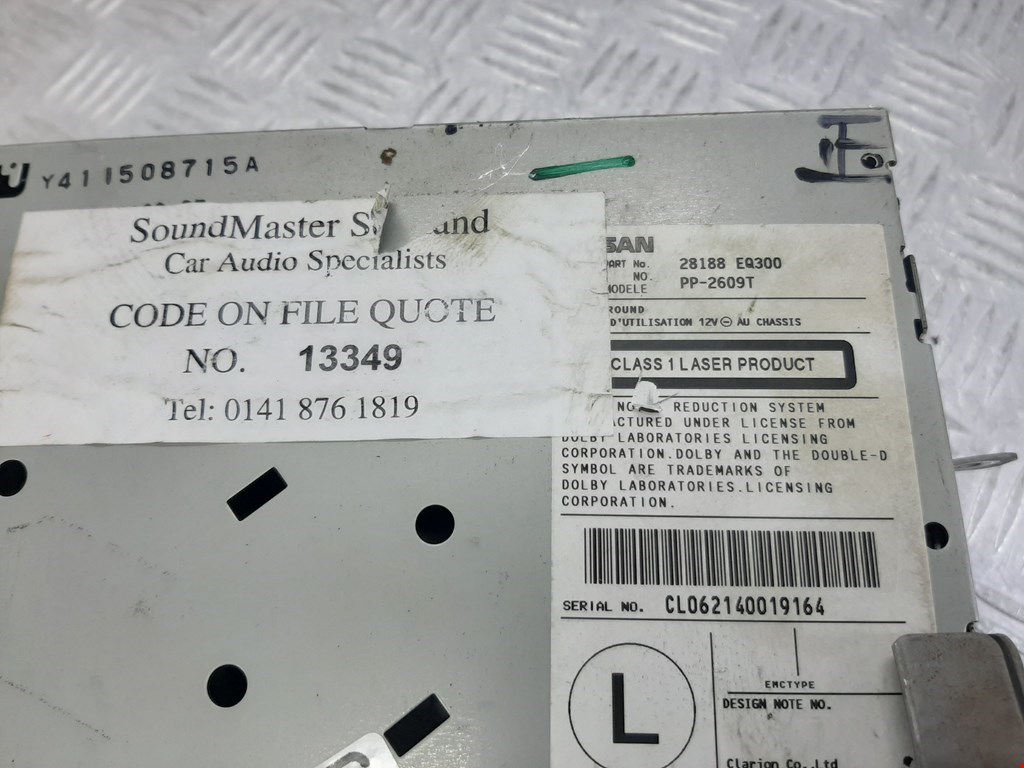 Y411508715A
SoundMaster
Car Audio Specialists
CODE ON FILE QUOTE
NO. 13349
Tel: 0141 876 1819
SAN
PART No. 28188 EQ300
NO.
MODELE PP-2609T
ROUND
D'UTILISATION 12V⊖ AU CHASSIS
CLASS 1 LASER PRODUCT
REDUCTION SYSTEM
ACTURED UNDER LICENSE FROM
DOLBY LABORATORIES LICENSING
CORPORATION.DOLBY AND THE DOUBLE-D
SYMBOL ARE TRADEMARKS OF
DOLBY LABORATORIES.LICENSING
CORPORATION.
SERIAL NO. CL062140019164
L
EMCTYPE
DESIGN NOTE NO.
Clarion Co.,Ltd